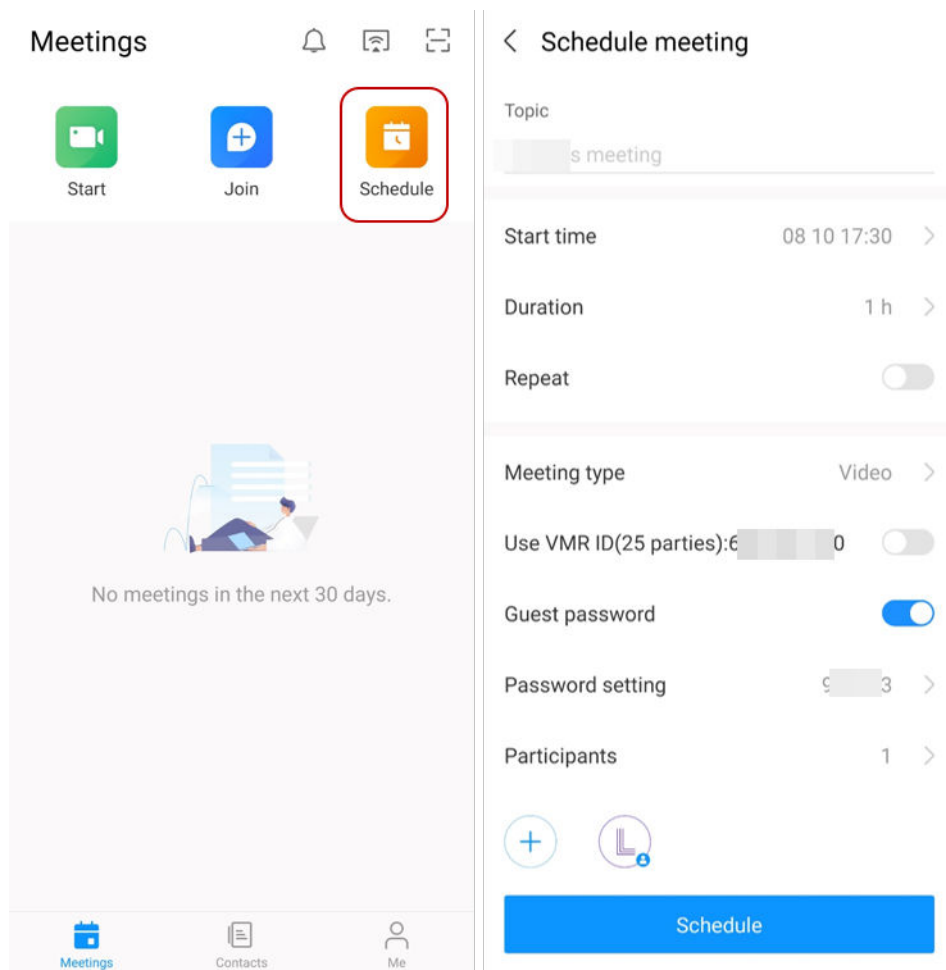 Meetings
Start
Join
Schedule
No meetings in the next 30 days.
Meetings
Contacts
Me
Schedule meeting
Topic
s meeting
Start time 08 10 17:30
Duration 1 h
Repeat
Meeting type Video
Use VMR ID(25 parties):6 0
Guest password
Password setting 9 3
Participants 1
L
Schedule